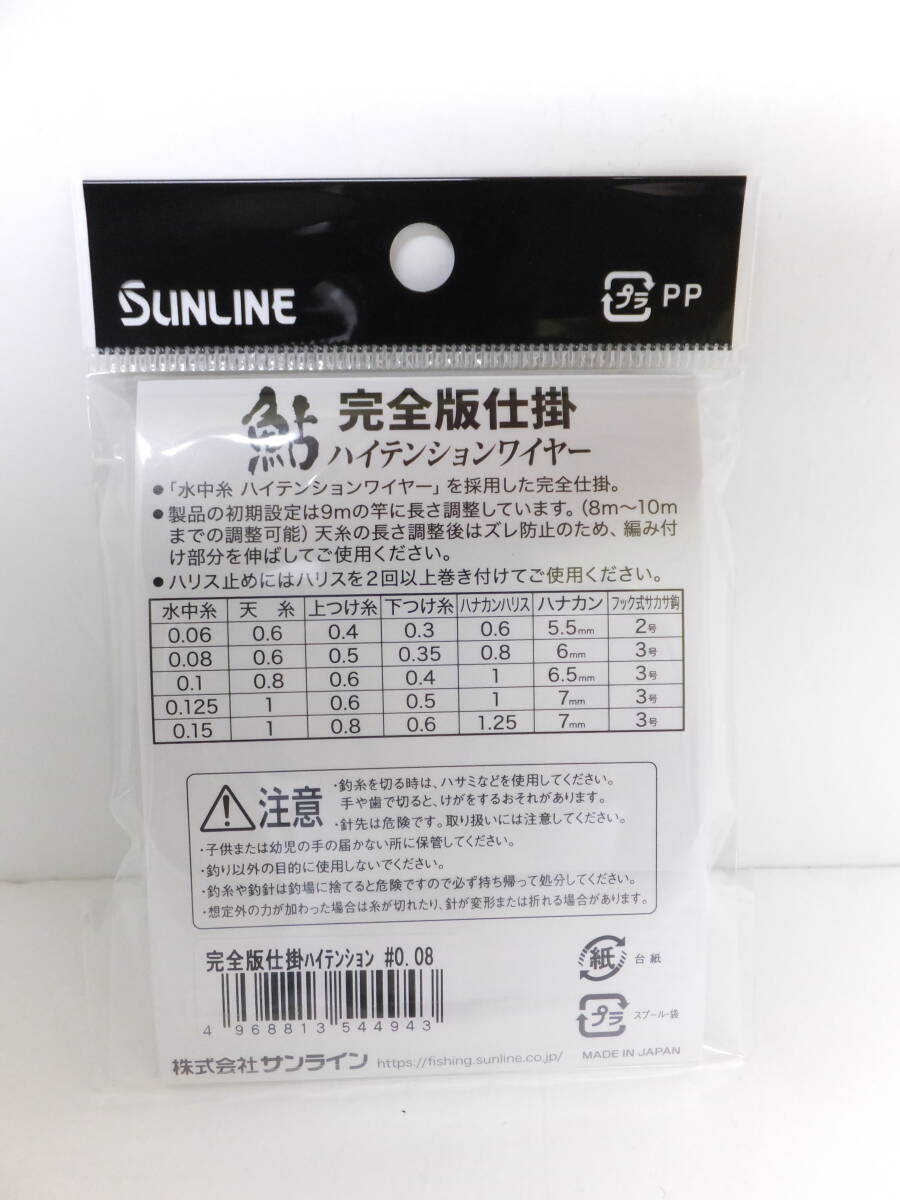 SUNLINE
プラ PP
鮎 完全版仕掛
ハイテンションワイヤー
●「水中糸 ハイテンションワイヤー」を採用した完全仕掛。
●製品の初期設定は9mの竿に長さ調整しています。(8m〜10m
までの調整可能)天糸の長さ調整後はズレ防止のため、編み付
け部分を伸ばしてご使用ください。
●ハリス止めにはハリスを2回以上巻き付けてご使用ください。
水中糸 天 糸 上つけ糸 下つけ糸 ハナカンハリス ハナカン フック式サカサ鈎
0.06 0.6 0.4 0.3 0.6 5.5mm 2号
0.08 0.6 0.5 0.35 0.8 6mm 3号
0.1 0.8 0.6 0.4 1 6.5mm 3号
0.125 1 0.6 0.5 1 7mm 3号
0.15 1 0.8 0.6 1.25 7mm 3号
注意
・釣糸を切る時は、ハサミなどを使用してください。
手や歯で切ると、けがをするおそれがあります。
・針先は危険です。取り扱いには注意してください。
・子供または幼児の手の届かない所に保管してください。
・釣り以外の目的に使用しないでください。
・釣糸や釣針は釣場に捨てると危険ですので必ず持ち帰って処分してください。
・想定外の力が加わった場合は糸が切れたり、針が変形または折れる場合があります。
完全版仕掛ハイテンション #0.08
4 968813 544943
紙 台紙
プラ スプール・袋
株式会社サンライン https://fishing.sunline.co.jp/ MADE IN JAPAN